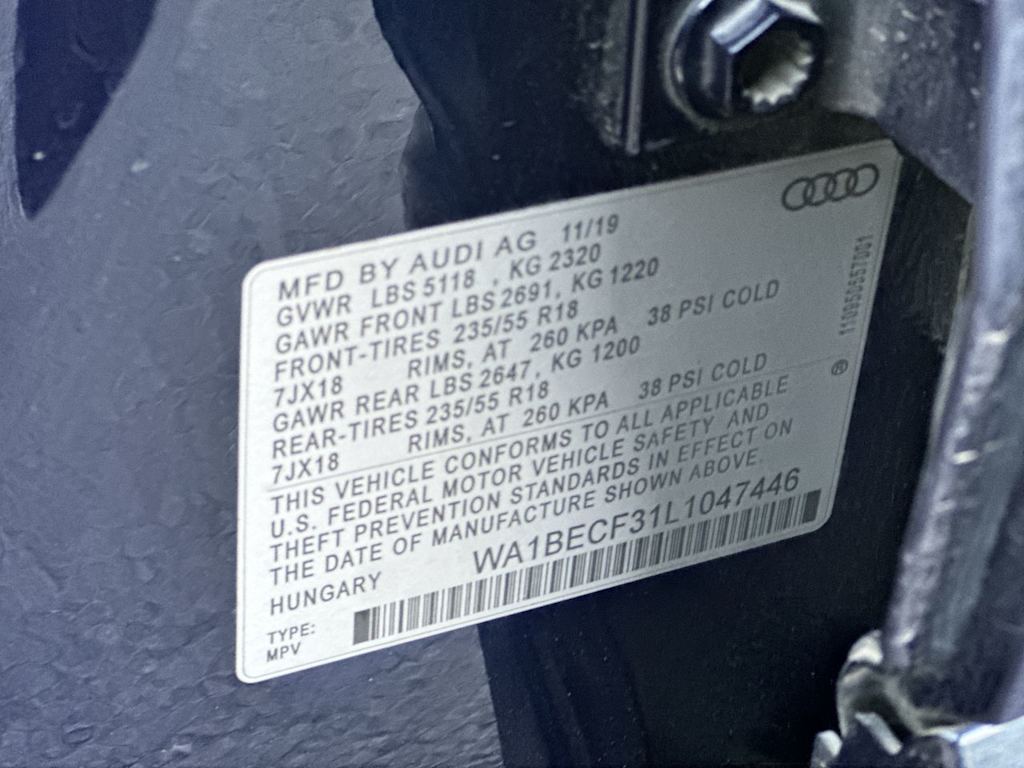 MFD BY AUDI AG 11/19
GVWR LBS 5118 , KG 2320
GAWR FRONT LBS 2691, KG 1220
FRONT-TIRES 235/55 R18
7JX18 RIMS, AT 260 KPA 38 PSI COLD
GAWR REAR LBS 2647, KG 1200
REAR-TIRES 235/55 R18
7JX18 RIMS, AT 260 KPA 38 PSI COLD
THIS VEHICLE CONFORMS TO ALL APPLICABLE
U.S. FEDERAL MOTOR VEHICLE SAFETY AND
THEFT PREVENTION STANDARDS IN EFFECT ON
THE DATE OF MANUFACTURE SHOWN ABOVE.
HUNGARY WA1BECF31L1047446
TYPE:
MPV
®